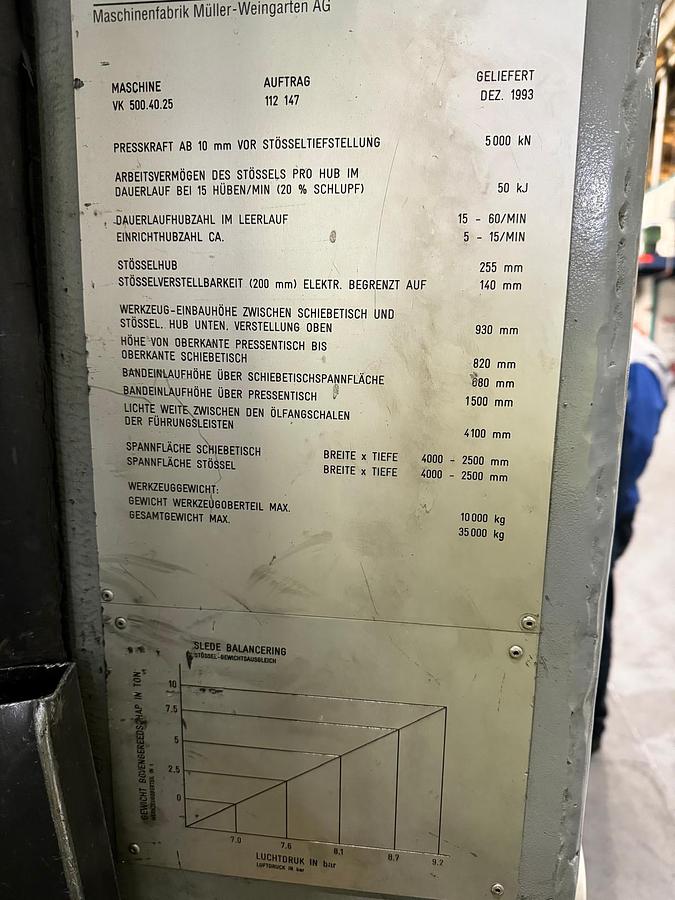 Maschinenfabrik Müller-Weingarten AG
MASCHINE AUFTRAG GELIEFERT
VK 500.40.25 112 147 DEZ. 1993
PRESSKRAFT AB 10 mm VOR STÖSSELTIEFSTELLUNG 5000 kN
ARBEITSVERMÖGEN DES STÖSSELS PRO HUB IM
DAUERLAUF BEI 15 HÜBEN/MIN (20 % SCHLUPF) 50 kJ
DAUERLAUFHUBZAHL IM LEERLAUF 15 - 60/MIN
EINRICHTHUBZAHL CA. 5 - 15/MIN
STÖSSELHUB 255 mm
STÖSSELVERSTELLBARKEIT (200 mm) ELEKTR. BEGRENZT AUF 140 mm
WERKZEUG-EINBAUHÖHE ZWISCHEN SCHIEBETISCH UND
STÖSSEL. HUB UNTEN. VERSTELLUNG OBEN 930 mm
HÖHE VON OBERKANTE PRESSENTISCH BIS
OBERKANTE SCHIEBETISCH 820 mm
BANDEINLAUFHÖHE ÜBER SCHIEBETISCHSPANNFLÄCHE 680 mm
BANDEINLAUFHÖHE ÜBER PRESSENTISCH 1500 mm
LICHTE WEITE ZWISCHEN DEN ÖLFANGSCHALEN
DER FÜHRUNGSLEISTEN 4100 mm
SPANNFLÄCHE SCHIEBETISCH BREITE x TIEFE 4000 - 2500 mm
SPANNFLÄCHE STÖSSEL BREITE x TIEFE 4000 - 2500 mm
WERKZEUGGEWICHT:
GEWICHT WERKZEUGOBERTEIL MAX. 10000 kg
GESAMTGEWICHT MAX. 35000 kg
SLEDE BALANCERING
STÖSSEL-GEWICHTSAUSGLEICH
GEWICHT BOVENGEREEDSCHAP IN TON
10
7.5
5
2.5
0
7.0 7.6 8.1 8.7 9.2
LUCHTDRUK IN bar
LUFTDRUCK IN bar